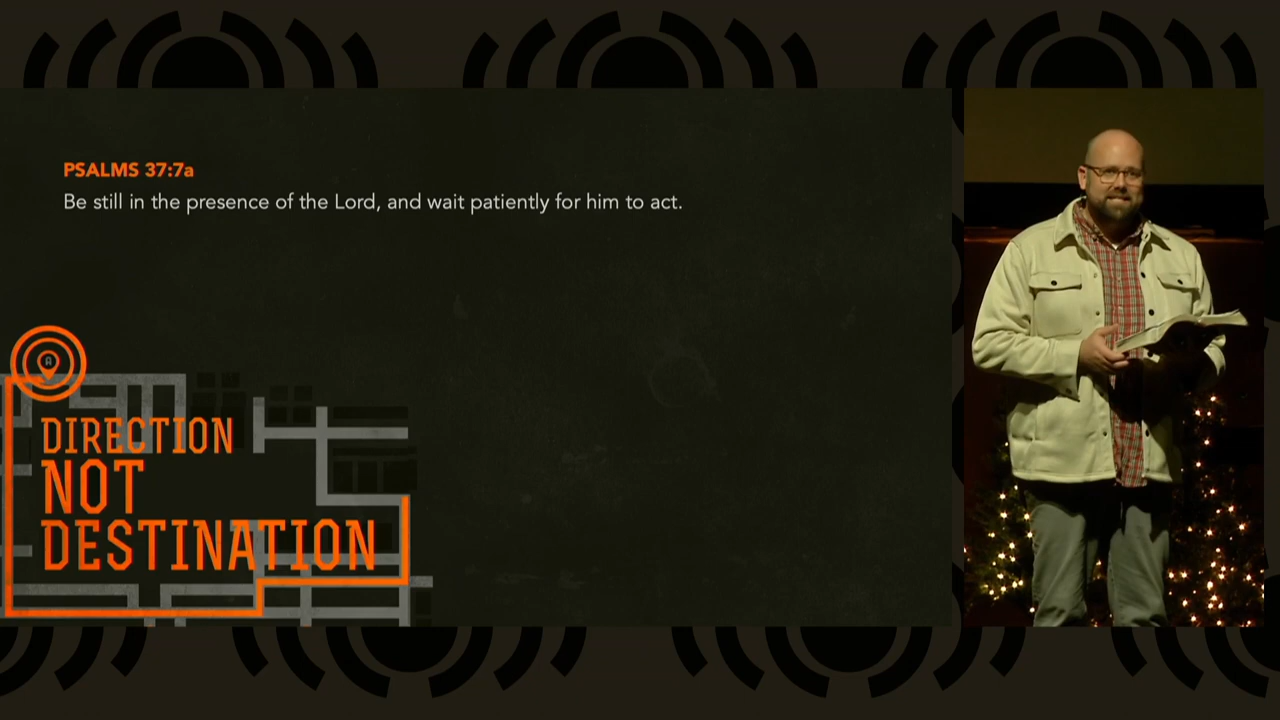 PSALMS 37:7a
Be still in the presence of the Lord, and wait patiently for him to act.
A
DIRECTION
NOT
DESTINATION